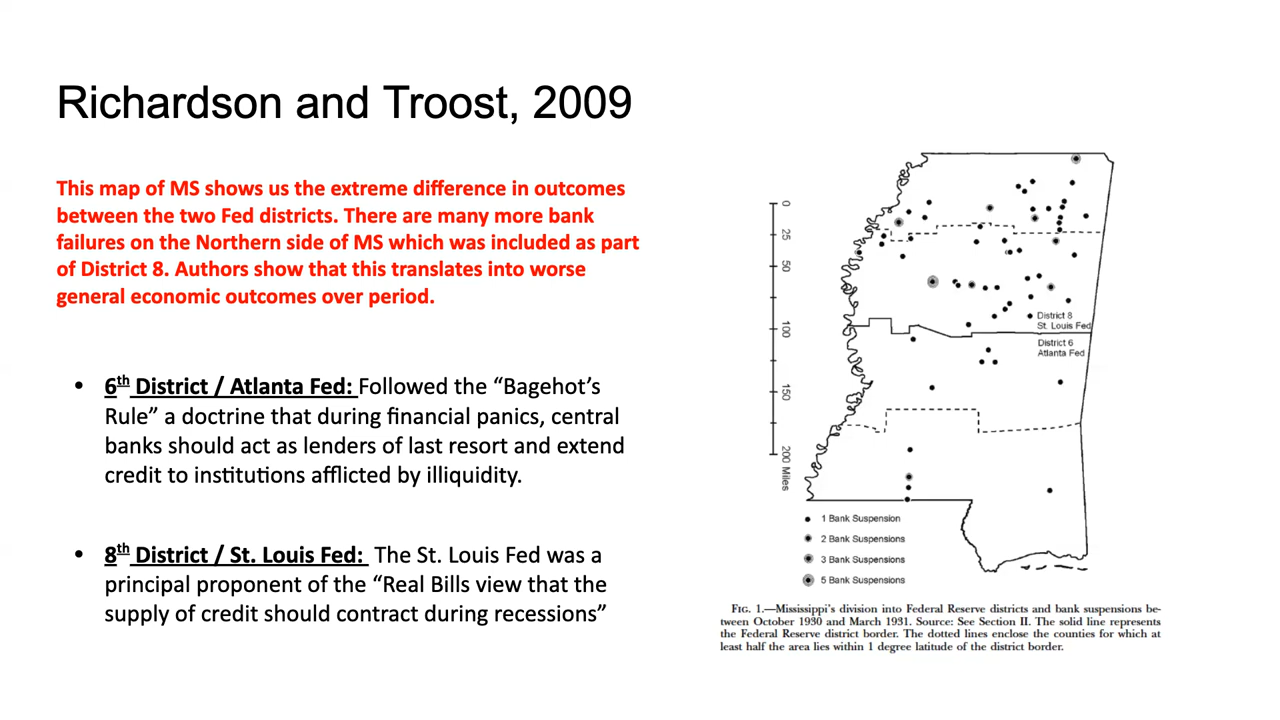 Richardson and Troost, 2009
This map of MS shows us the extreme difference in outcomes
between the two Fed districts. There are many more bank
failures on the Northern side of MS which was included as part
of District 8. Authors show that this translates into worse
general economic outcomes over period.
• 6th District / Atlanta Fed: Followed the “Bagehot’s
Rule” a doctrine that during financial panics, central
banks should act as lenders of last resort and extend
credit to institutions afflicted by illiquidity.
• 8th District / St. Louis Fed: The St. Louis Fed was a
principal proponent of the “Real Bills view that the
supply of credit should contract during recessions”
0
25
50
100
150
200 Miles
District 8
St. Louis Fed
District 6
Atlanta Fed
1 Bank Suspension
2 Bank Suspensions
3 Bank Suspensions
5 Bank Suspensions
FIG. 1.—Mississippi’s division into Federal Reserve districts and bank suspensions be-
tween October 1930 and March 1931. Source: See Section II. The solid line represents
the Federal Reserve district border. The dotted lines enclose the counties for which at
least half the area lies within 1 degree latitude of the district border.